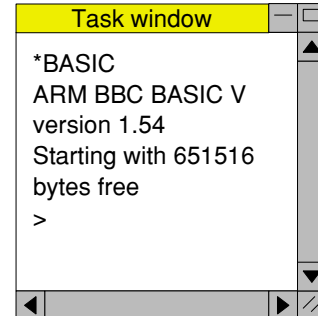 Task window
*BASIC
ARM BBC BASIC V
version 1.54
Starting with 651516
bytes free
>